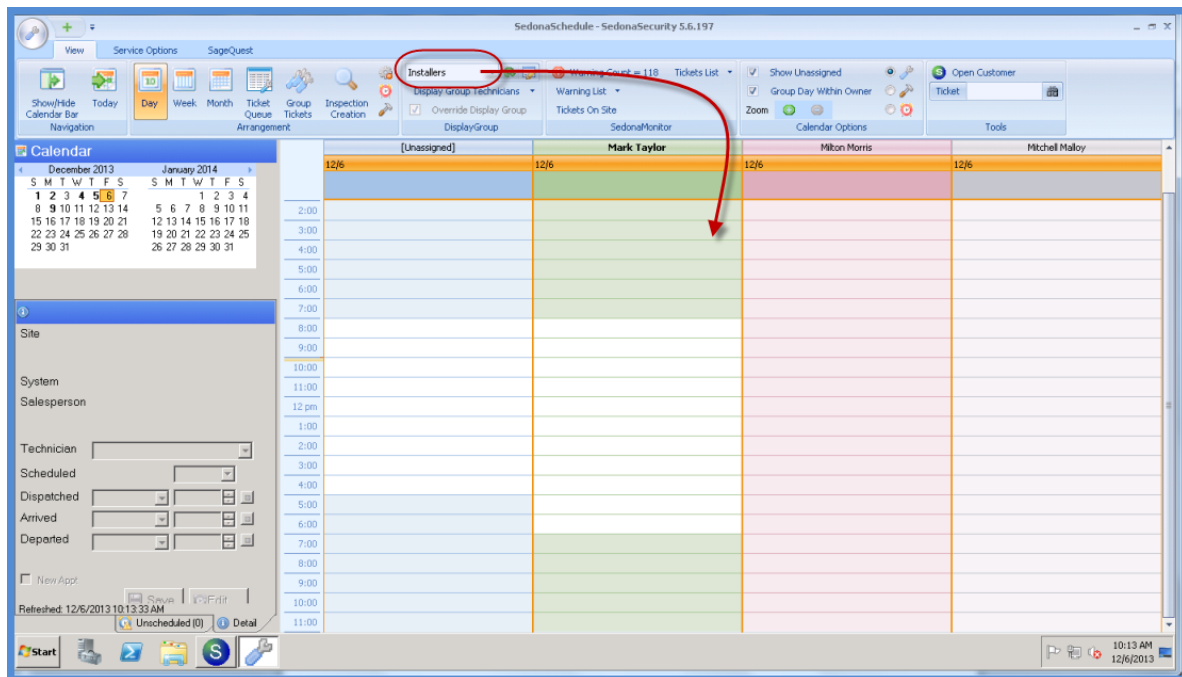 SedonaSchedule - SedonaSecurity 5.6.197
View Service Options SageQuest
Installers Warning Count = 118 Tickets List Show Unassigned Open Customer
Display Group Technicians Warning List Group Day Within Owner Ticket
Show/Hide Calendar Bar Today 10 Day Week Month Ticket Queue Group Tickets Inspection Creation Override Display Group Tickets On Site Zoom
Navigation Arrangement DisplayGroup SedonaMonitor Calendar Options Tools
Calendar [Unassigned] Mark Taylor Milton Morris Mitchell Malloy
December 2013 January 2014 12/6 12/6 12/6 12/6
S M T W T F S S M T W T F S
1 2 3 4 5 6 7 1 2 3 4
8 9 10 11 12 13 14 5 6 7 8 9 10 11
15 16 17 18 19 20 21 12 13 14 15 16 17 18
22 23 24 25 26 27 28 19 20 21 22 23 24 25
29 30 31 26 27 28 29 30 31
2:00
3:00
4:00
5:00
6:00
7:00
8:00
9:00
10:00
11:00
12 pm
1:00
2:00
3:00
4:00
5:00
6:00
7:00
8:00
9:00
10:00
11:00
Site
System
Salesperson
Technician
Scheduled
Dispatched
Arrived
Departed
New Appt
Save Edit
Refreshed: 12/6/2013 10:13:33 AM
Unscheduled (0) Detail
Start S 10:13 AM
12/6/2013